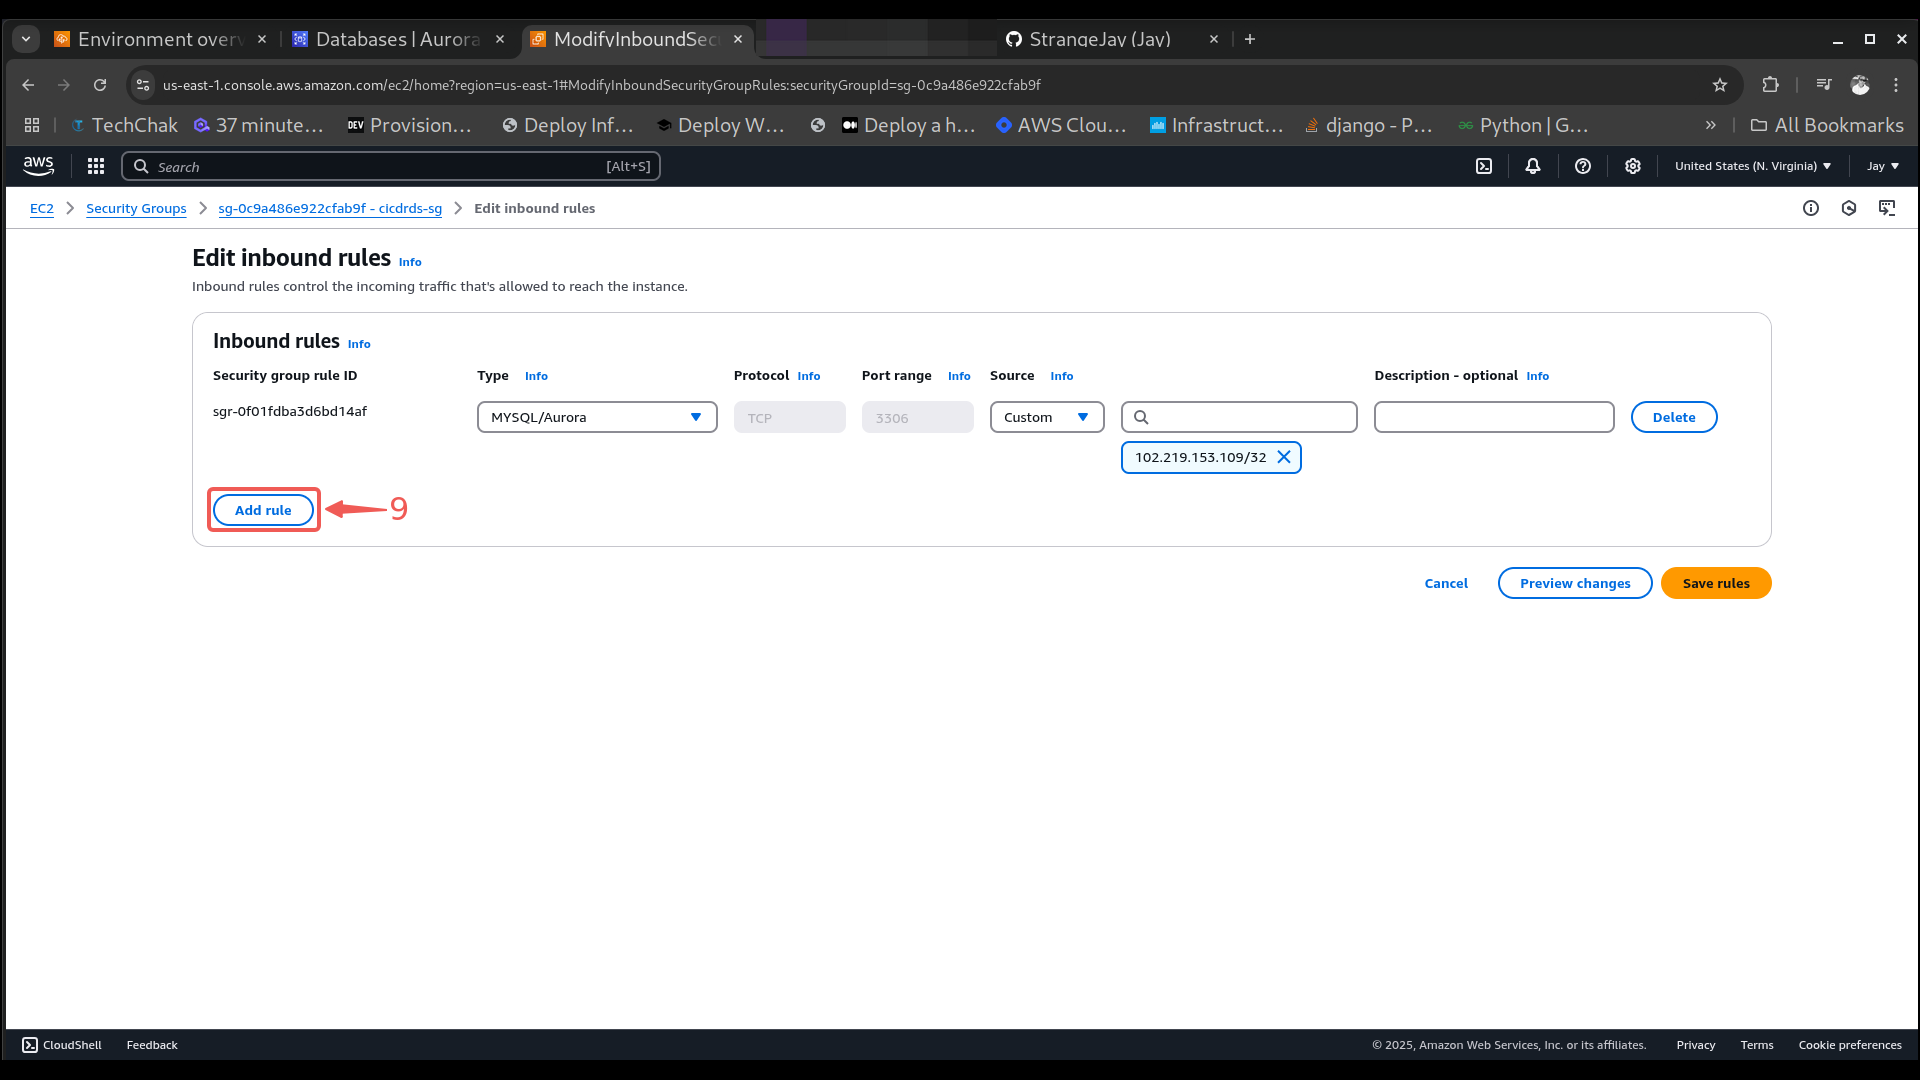 Environment overv
Databases | Aurora
ModifyInboundSec
StrangeJay (Jay)
us-east-1.console.aws.amazon.com/ec2/home?region=us-east-1#ModifyInboundSecurityGroupRules:securityGroupId=sg-0c9a486e922cfab9f
TechChak
37 minute...
DEV Provision...
Deploy Inf...
Deploy W...
Deploy a h...
AWS Clou...
Infrastruct...
django - P...
Python | G...
» All Bookmarks
aws
Search [Alt+S]
United States (N. Virginia)
Jay
EC2 > Security Groups > sg-0c9a486e922cfab9f - cicdrds-sg > Edit inbound rules
Edit inbound rules Info
Inbound rules control the incoming traffic that's allowed to reach the instance.
Inbound rules Info
Security group rule ID Type Info Protocol Info Port range Info Source Info Description - optional Info
sgr-0f01fdba3d6bd14af MYSQL/Aurora TCP 3306 Custom Delete
102.219.153.109/32
Add rule 9
Cancel Preview changes Save rules
CloudShell Feedback © 2025, Amazon Web Services, Inc. or its affiliates. Privacy Terms Cookie preferences